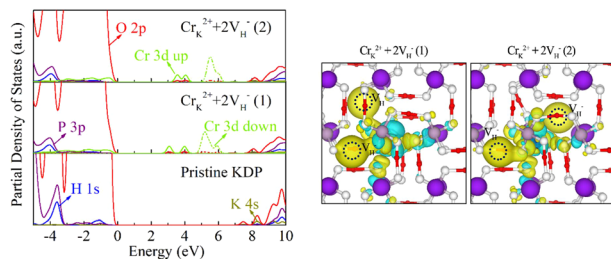 Partial Density of States (a.u.)
O 2p
Cr_K^{2+}+2V_H^- (2)
Cr 3d up
Cr_K^{2+}+2V_H^- (1)
P 3p
Cr 3d down
Pristine KDP
H 1s
K 4s
-4 -2 0 2 4 6 8 10
Energy (eV)
Cr_K^{2+}+2V_H^- (1)
Cr_K^{2+}+2V_H^- (2)
V_H^-
V_H^-
V_H^-
V_H^-